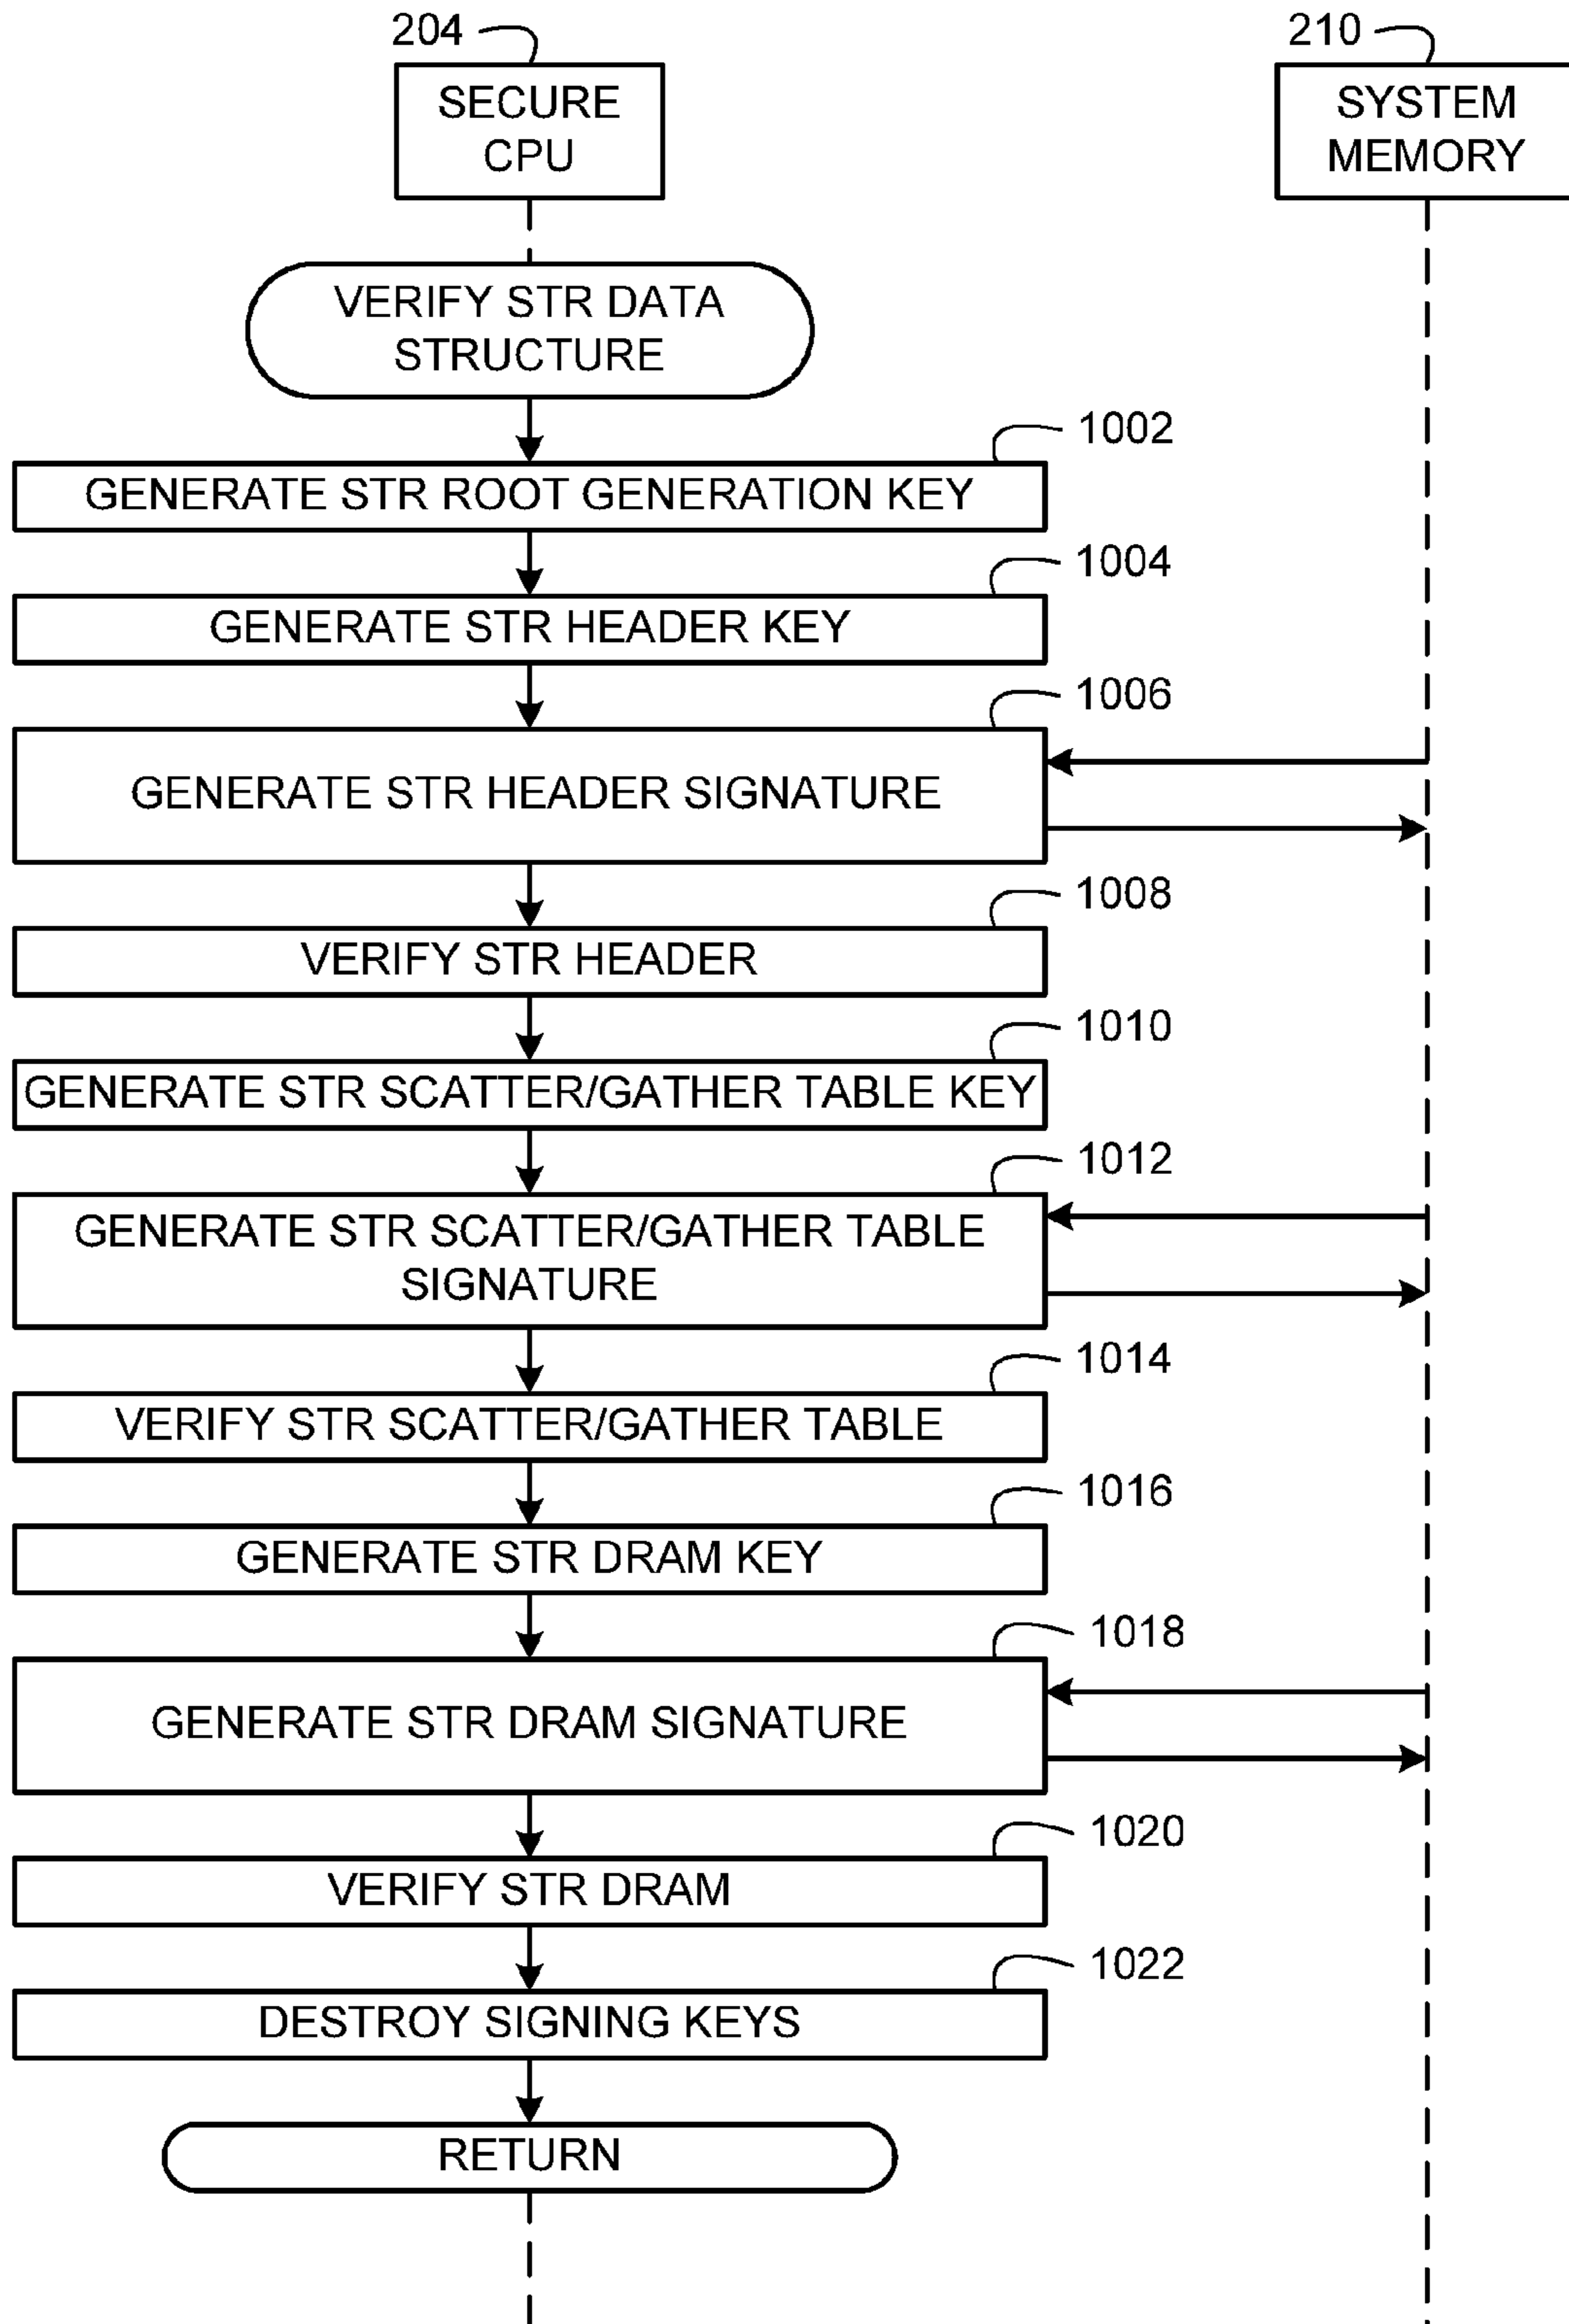 204
210
SECURE
CPU
SYSTEM
MEMORY
VERIFY STR DATA
STRUCTURE
1002
GENERATE STR ROOT GENERATION KEY
1004
GENERATE STR HEADER KEY
1006
GENERATE STR HEADER SIGNATURE
1008
VERIFY STR HEADER
1010
GENERATE STR SCATTER/GATHER TABLE KEY
1012
GENERATE STR SCATTER/GATHER TABLE
SIGNATURE
1014
VERIFY STR SCATTER/GATHER TABLE
1016
GENERATE STR DRAM KEY
1018
GENERATE STR DRAM SIGNATURE
1020
VERIFY STR DRAM
1022
DESTROY SIGNING KEYS
RETURN